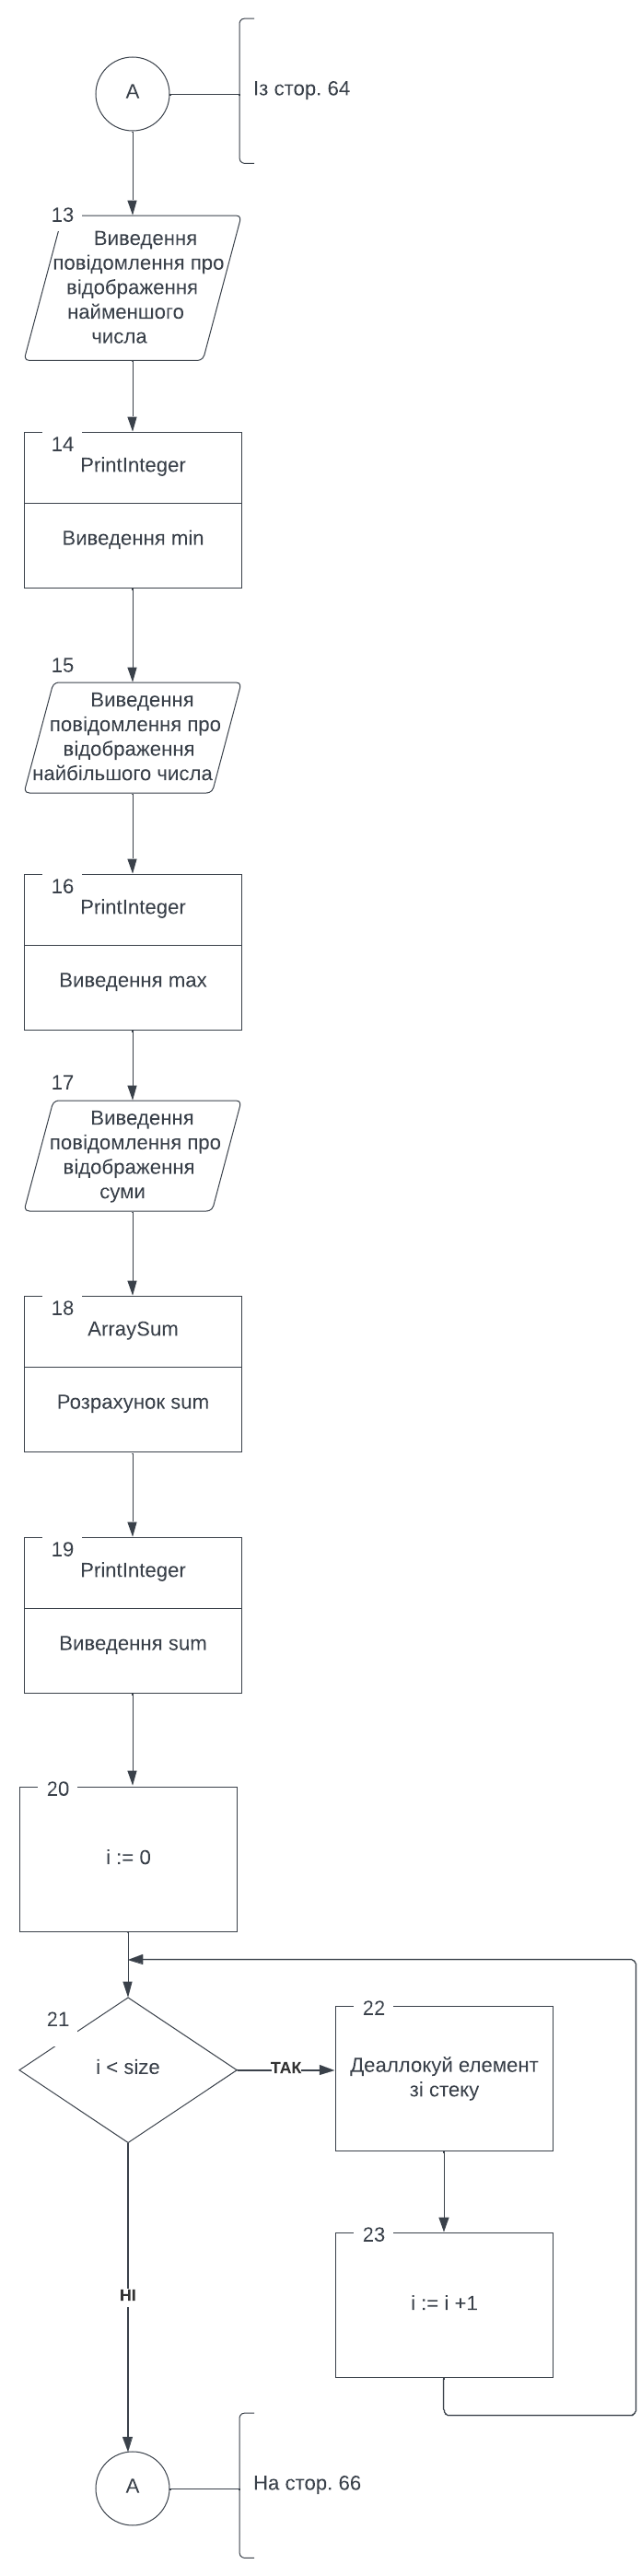 А
Із стор. 64
13
Виведення
повідомлення про
відображення
найменшого
числа
14
PrintInteger
Виведення min
15
Виведення
повідомлення про
відображення
найбільшого числа
16
PrintInteger
Виведення max
17
Виведення
повідомлення про
відображення
суми
18
ArraySum
Розрахунок sum
19
PrintInteger
Виведення sum
20
i := 0
21
i < size
ТАК
22
Деаллокуй елемент
зі стеку
23
i := i +1
НІ
А
На стор. 66